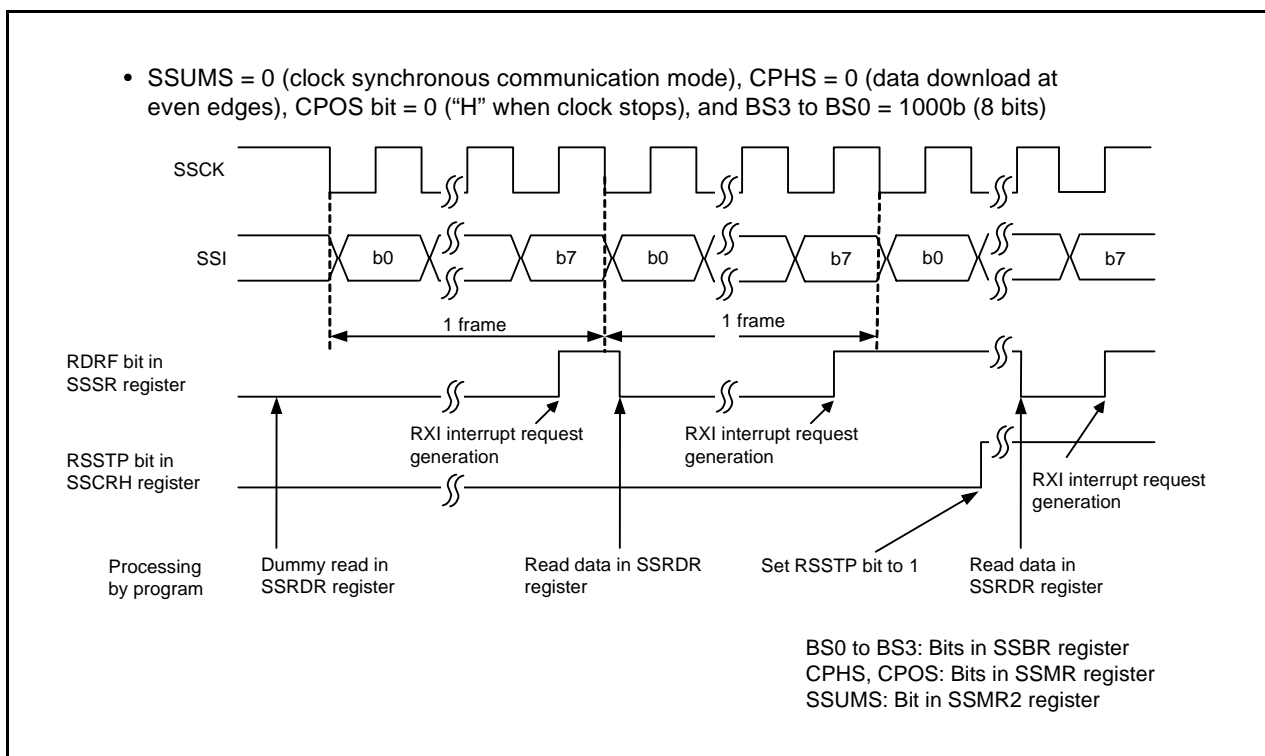 • SSUMS = 0 (clock synchronous communication mode), CPHS = 0 (data download at
even edges), CPOS bit = 0 (“H” when clock stops), and BS3 to BS0 = 1000b (8 bits)
SSCK
SSI
b0
b7
b0
b7
b0
b7
1 frame
1 frame
RDRF bit in
SSSR register
RXI interrupt request
generation
RXI interrupt request
generation
RSSTP bit in
SSCRH register
RXI interrupt request
generation
Processing
by program
Dummy read in
SSRDR register
Read data in SSRDR
register
Set RSSTP bit to 1
Read data in
SSRDR register
BS0 to BS3: Bits in SSBR register
CPHS, CPOS: Bits in SSMR register
SSUMS: Bit in SSMR2 register